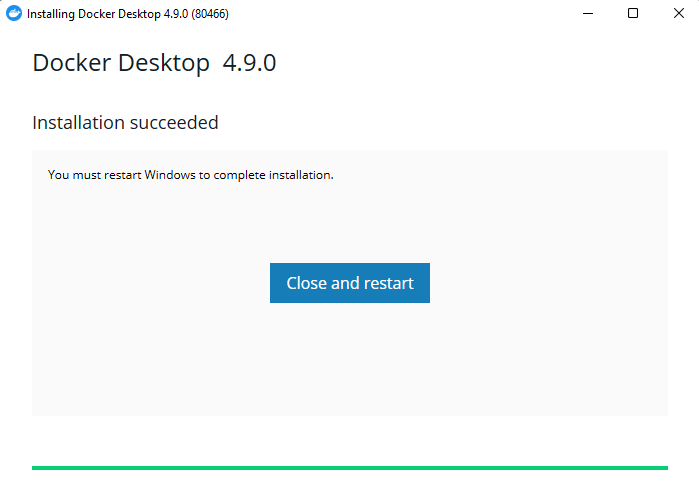 Installing Docker Desktop 4.9.0 (80466)
Docker Desktop 4.9.0
Installation succeeded
You must restart Windows to complete installation.
Close and restart